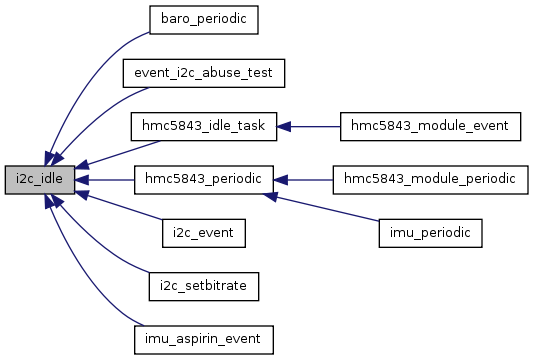 baro_periodic
event_i2c_abuse_test
hmc5843_idle_task
hmc5843_module_event
i2c_idle
hmc5843_periodic
hmc5843_module_periodic
i2c_event
imu_periodic
i2c_setbitrate
imu_aspirin_event